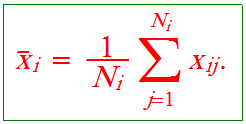 x̄ᵢ = 1/Nᵢ ∑_{j=1}^{Nᵢ} xᵢⱼ.